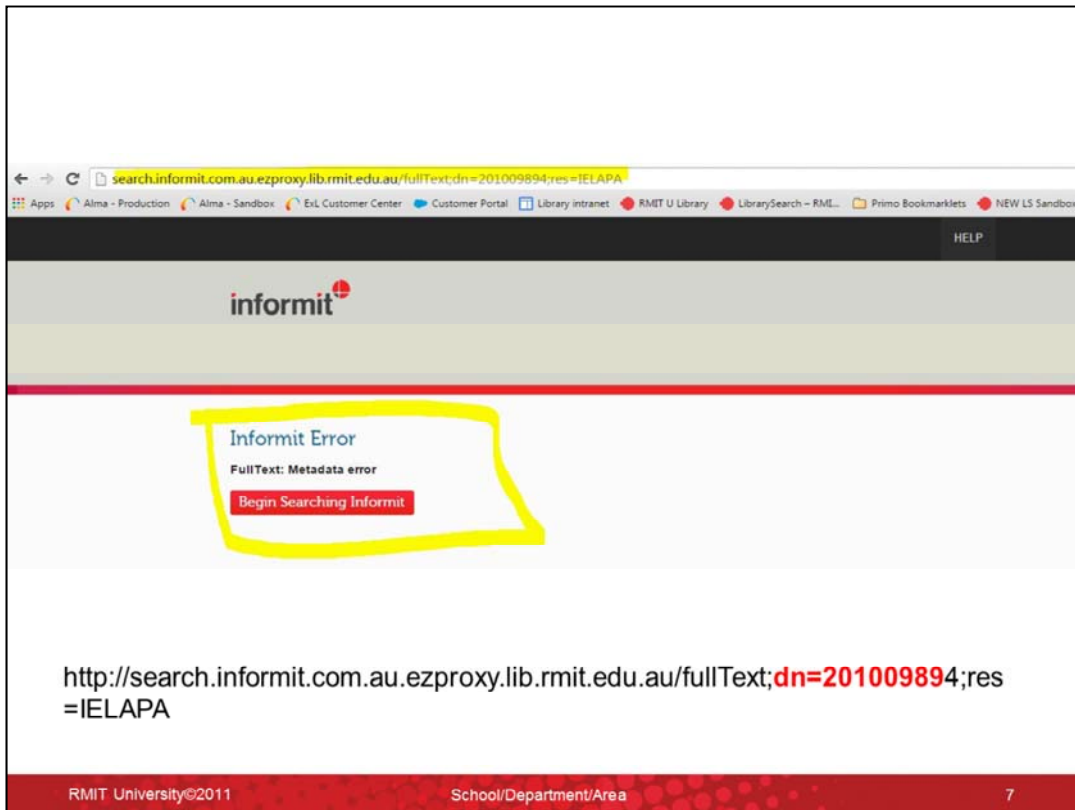 search.informit.com.au.ezproxy.lib.rmit.edu.au/fullText;dn=201009894;res=IELAPA
Apps Alma - Production Alma - Sandbox ExL Customer Center Customer Portal Library intranet RMIT U Library LibrarySearch – RMI... Primo Bookmarklets NEW LS Sandbox
HELP
informit
Informit Error
FullText: Metadata error
Begin Searching Informit
http://search.informit.com.au.ezproxy.lib.rmit.edu.au/fullText;dn=201009894;res
=IELAPA
RMIT University©2011 School/Department/Area 7